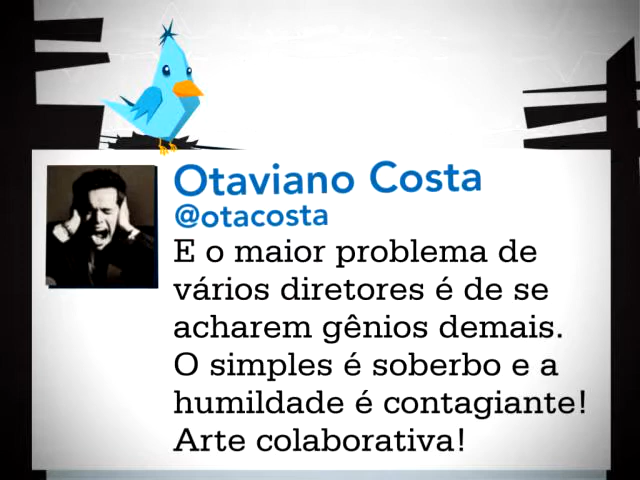 Otaviano Costa
@otacosta
E o maior problema de
vários diretores é de se
acharem gênios demais.
O simples é soberbo e a
humildade é contagiante!
Arte colaborativa!